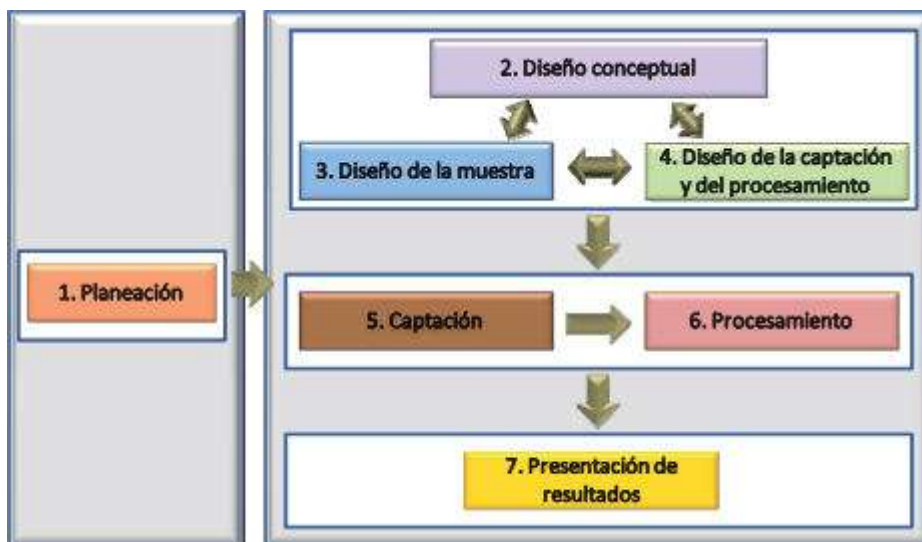 1. Planeación
2. Diseño conceptual
3. Diseño de la muestra
4. Diseño de la captación
y del procesamiento
5. Captación
6. Procesamiento
7. Presentación de
resultados